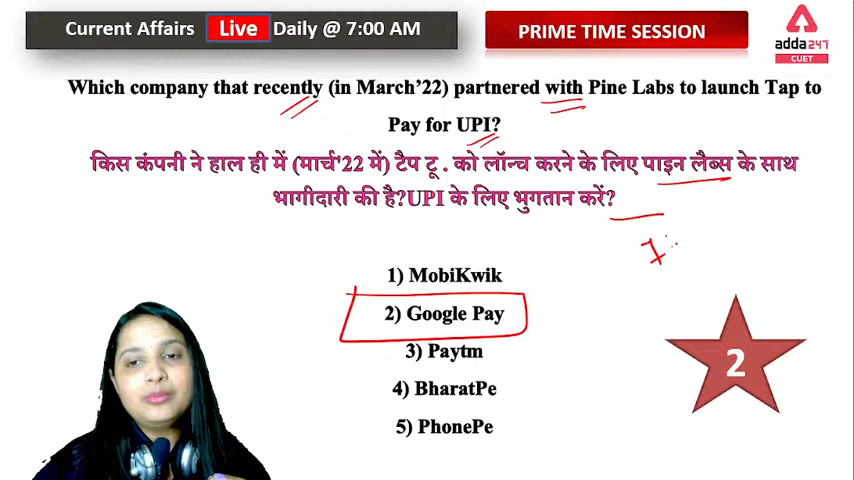 Current Affairs Live Daily @ 7:00 AM
PRIME TIME SESSION
adda247
CUET
Which company that recently (in March'22) partnered with Pine Labs to launch Tap to
Pay for UPI?
किस कंपनी ने हाल ही में (मार्च'22 में) टैप टू . को लॉन्च करने के लिए पाइन लैब्स के साथ
भागीदारी की है?UPI के लिए भुगतान करें?
1) MobiKwik
2) Google Pay
3) Paytm
4) BharatPe
5) PhonePe
2